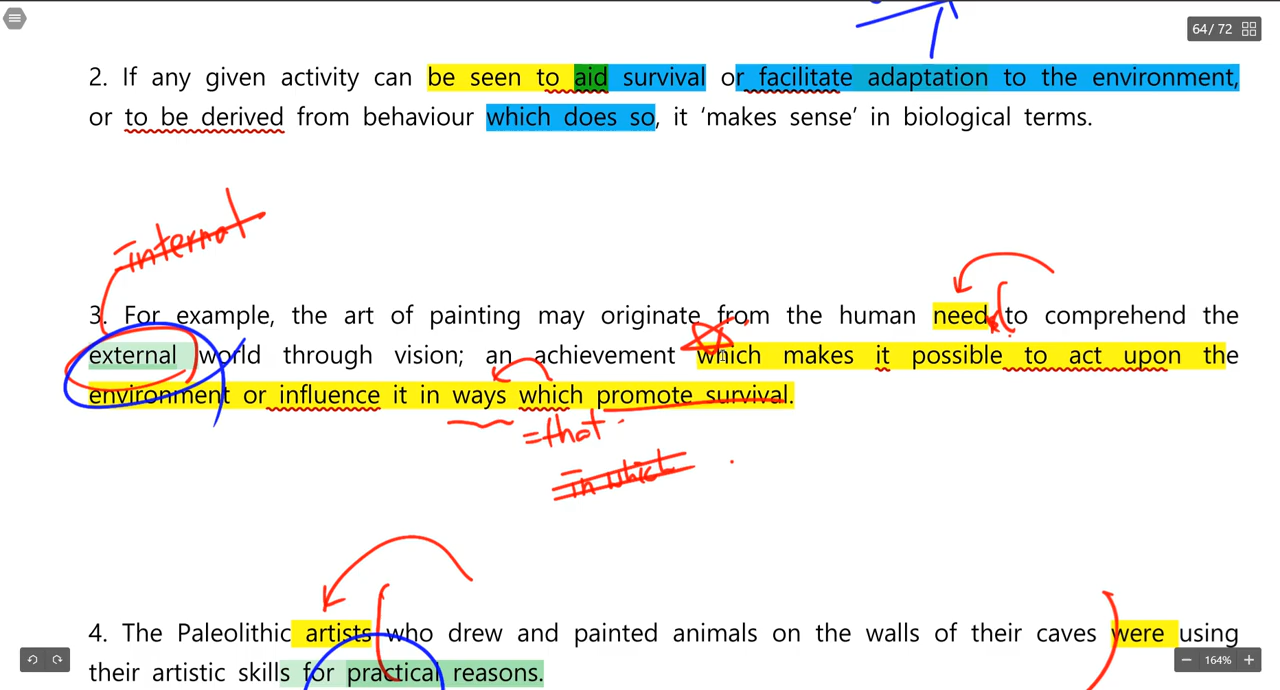 64/ 72
2. If any given activity can be seen to aid survival or facilitate adaptation to the environment,
or to be derived from behaviour which does so, it ‘makes sense’ in biological terms.
internal
3. For example, the art of painting may originate from the human need to comprehend the
external world through vision; an achievement which makes it possible to act upon the
environment or influence it in ways which promote survival.
=that
in which
4. The Paleolithic artists who drew and painted animals on the walls of their caves were using
their artistic skills for practical reasons.
164%